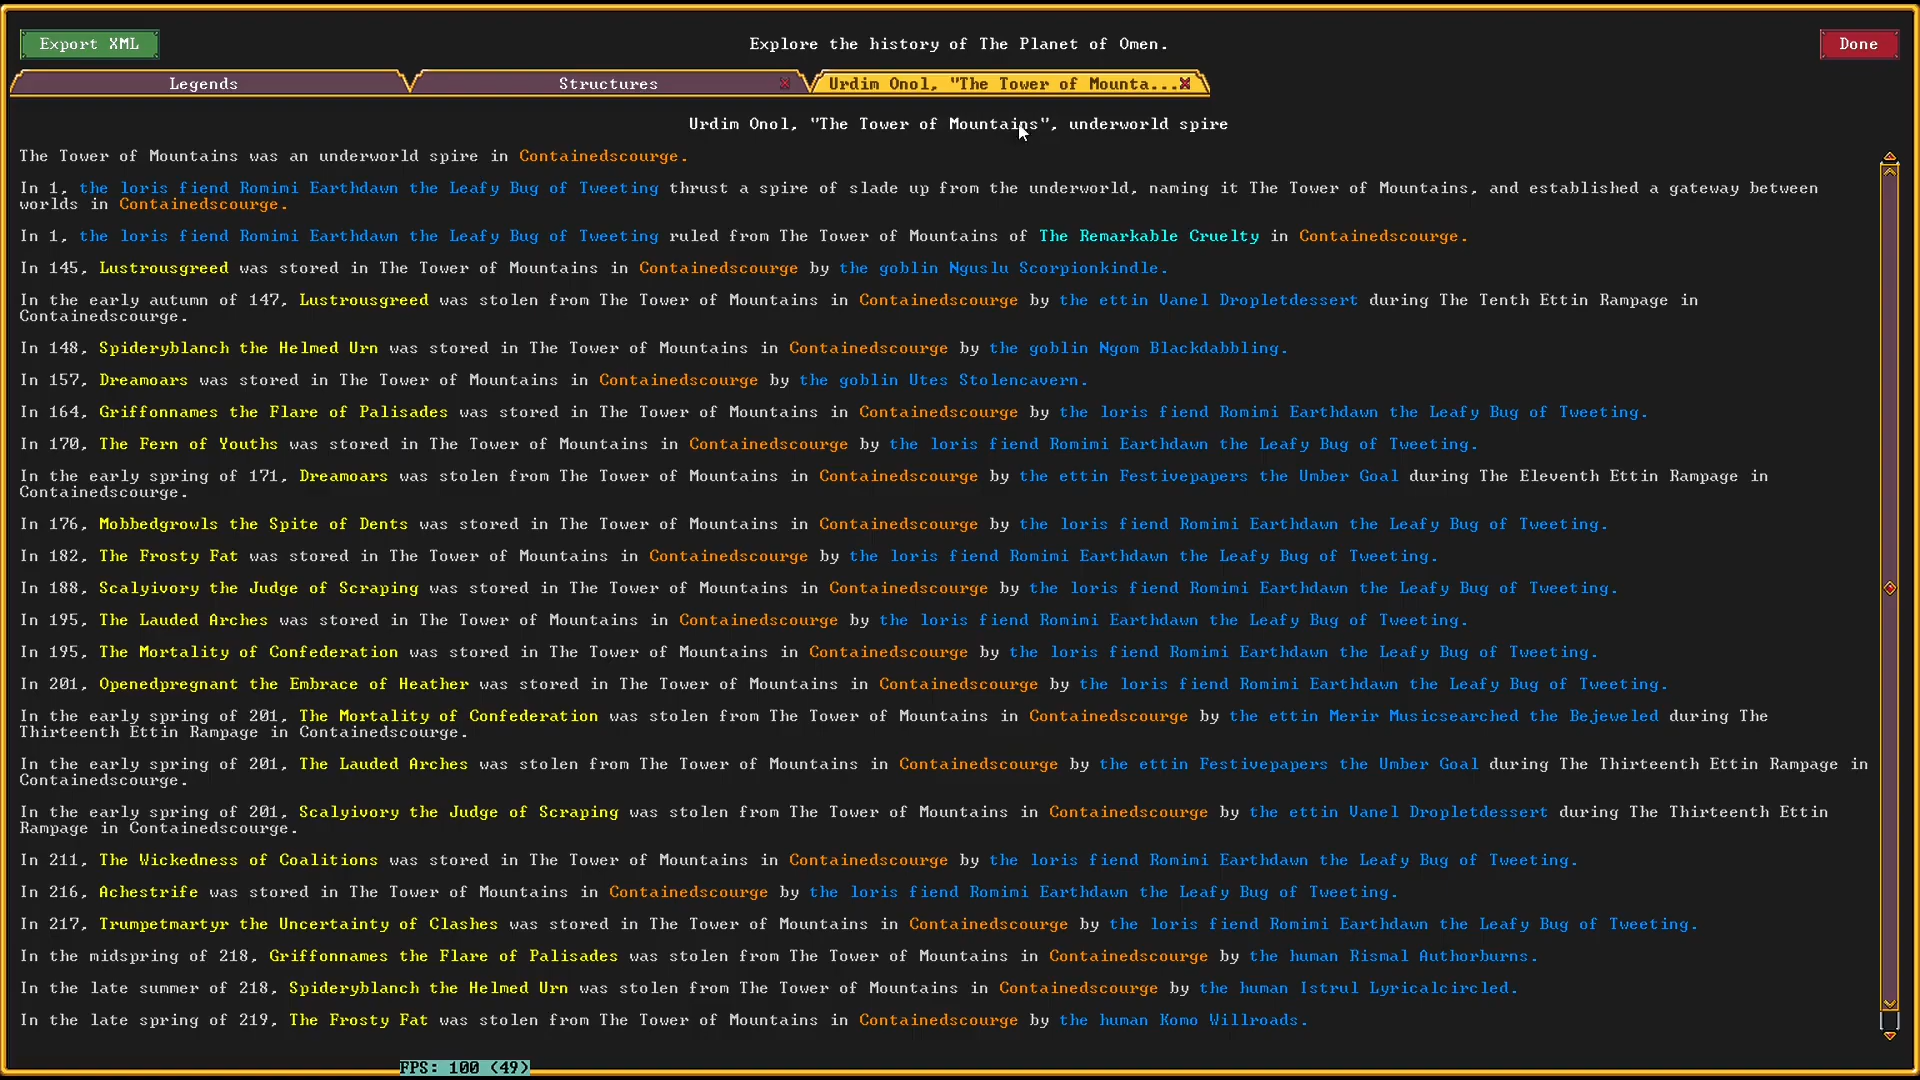 Export XML
Explore the history of The Planet of Omen.
Done
Legends
Structures
Urdim Onol, "The Tower of Mounta...
Urdim Onol, "The Tower of Mountains", underworld spire
The Tower of Mountains was an underworld spire in Containedscourge.
In 1, the loris fiend Romimi Earthdawn the Leafy Bug of Tweeting thrust a spire of slade up from the underworld, naming it The Tower of Mountains, and established a gateway between
worlds in Containedscourge.
In 1, the loris fiend Romimi Earthdawn the Leafy Bug of Tweeting ruled from The Tower of Mountains of The Remarkable Cruelty in Containedscourge.
In 145, Lustrousgreed was stored in The Tower of Mountains in Containedscourge by the goblin Nguslu Scorpionkindle.
In the early autumn of 147, Lustrousgreed was stolen from The Tower of Mountains in Containedscourge by the ettin Vanel Dropletdessert during The Tenth Ettin Rampage in
Containedscourge.
In 148, Spideryblanch the Helmed Urn was stored in The Tower of Mountains in Containedscourge by the goblin Ngom Blackdabbling.
In 157, Dreamoars was stored in The Tower of Mountains in Containedscourge by the goblin Utes Stolencavern.
In 164, Griffonnames the Flare of Palisades was stored in The Tower of Mountains in Containedscourge by the loris fiend Romimi Earthdawn the Leafy Bug of Tweeting.
In 170, The Fern of Youths was stored in The Tower of Mountains in Containedscourge by the loris fiend Romimi Earthdawn the Leafy Bug of Tweeting.
In the early spring of 171, Dreamoars was stolen from The Tower of Mountains in Containedscourge by the ettin Festivepapers the Umber Goal during The Eleventh Ettin Rampage in
Containedscourge.
In 176, Mobbedgrowls the Spite of Dents was stored in The Tower of Mountains in Containedscourge by the loris fiend Romimi Earthdawn the Leafy Bug of Tweeting.
In 182, The Frosty Fat was stored in The Tower of Mountains in Containedscourge by the loris fiend Romimi Earthdawn the Leafy Bug of Tweeting.
In 188, Scalyivory the Judge of Scraping was stored in The Tower of Mountains in Containedscourge by the loris fiend Romimi Earthdawn the Leafy Bug of Tweeting.
In 195, The Lauded Arches was stored in The Tower of Mountains in Containedscourge by the loris fiend Romimi Earthdawn the Leafy Bug of Tweeting.
In 195, The Mortality of Confederation was stored in The Tower of Mountains in Containedscourge by the loris fiend Romimi Earthdawn the Leafy Bug of Tweeting.
In 201, Openedpregnant the Embrace of Heather was stored in The Tower of Mountains in Containedscourge by the loris fiend Romimi Earthdawn the Leafy Bug of Tweeting.
In the early spring of 201, The Mortality of Confederation was stolen from The Tower of Mountains in Containedscourge by the ettin Merir Musicsearched the Bejeweled during The
Thirteenth Ettin Rampage in Containedscourge.
In the early spring of 201, The Lauded Arches was stolen from The Tower of Mountains in Containedscourge by the ettin Festivepapers the Umber Goal during The Thirteenth Ettin Rampage in
Containedscourge.
In the early spring of 201, Scalyivory the Judge of Scraping was stolen from The Tower of Mountains in Containedscourge by the ettin Vanel Dropletdessert during The Thirteenth Ettin
Rampage in Containedscourge.
In 211, The Wickedness of Coalitions was stored in The Tower of Mountains in Containedscourge by the loris fiend Romimi Earthdawn the Leafy Bug of Tweeting.
In 216, Achestrife was stored in The Tower of Mountains in Containedscourge by the loris fiend Romimi Earthdawn the Leafy Bug of Tweeting.
In 217, Trumpetmartyr the Uncertainty of Clashes was stored in The Tower of Mountains in Containedscourge by the loris fiend Romimi Earthdawn the Leafy Bug of Tweeting.
In the midspring of 218, Griffonnames the Flare of Palisades was stolen from The Tower of Mountains in Containedscourge by the human Rismal Authorburns.
In the late summer of 218, Spideryblanch the Helmed Urn was stolen from The Tower of Mountains in Containedscourge by the human Istrul Lyricalcircled.
In the late spring of 219, The Frosty Fat was stolen from The Tower of Mountains in Containedscourge by the human Komo Willroads.
FPS: 100 (49)